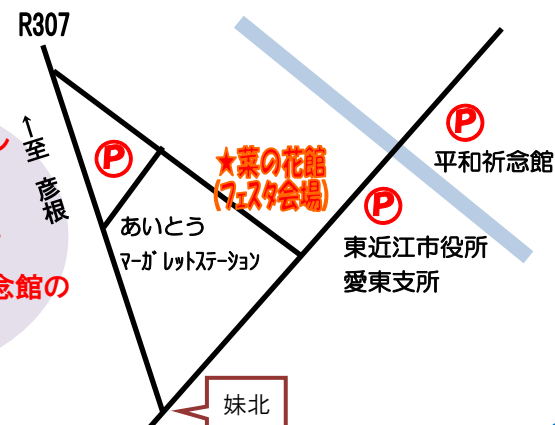 R307
←至 彦根
P
★菜の花館
(フェスタ会場)
P
平和祈念館
P
あいとう
マーガレットステーション
東近江市役所
愛東支所
念館の
妹北